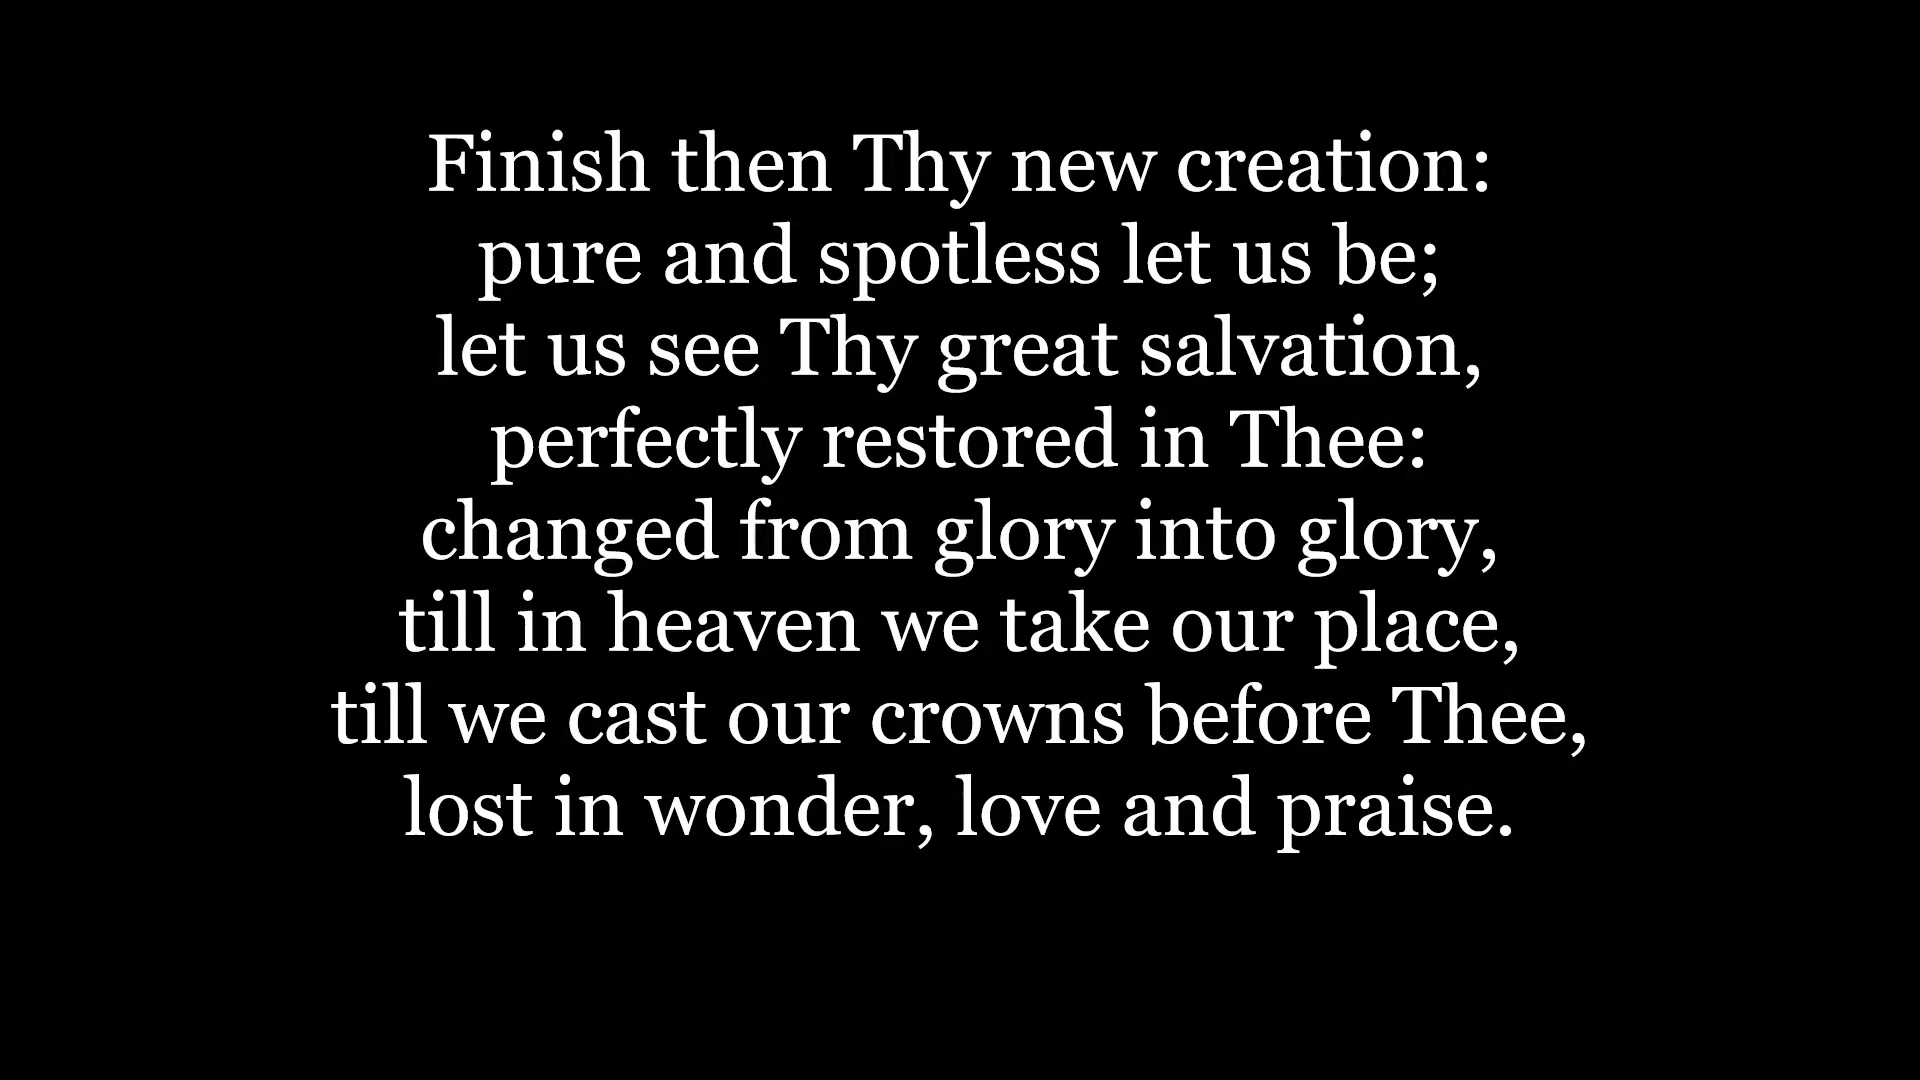 Finish then Thy new creation:
pure and spotless let us be;
let us see Thy great salvation,
perfectly restored in Thee:
changed from glory into glory,
till in heaven we take our place,
till we cast our crowns before Thee,
lost in wonder, love and praise.